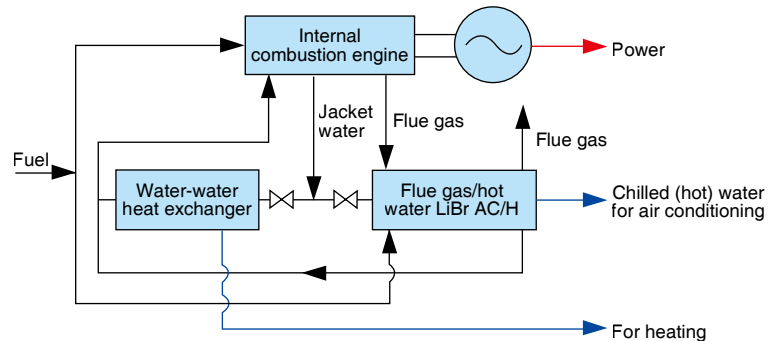 Internal
combustion engine
Power
Jacket
water
Flue gas
Flue gas
Fuel
Water-water
heat exchanger
Flue gas/hot
water LiBr AC/H
Chilled (hot) water
for air conditioning
For heating